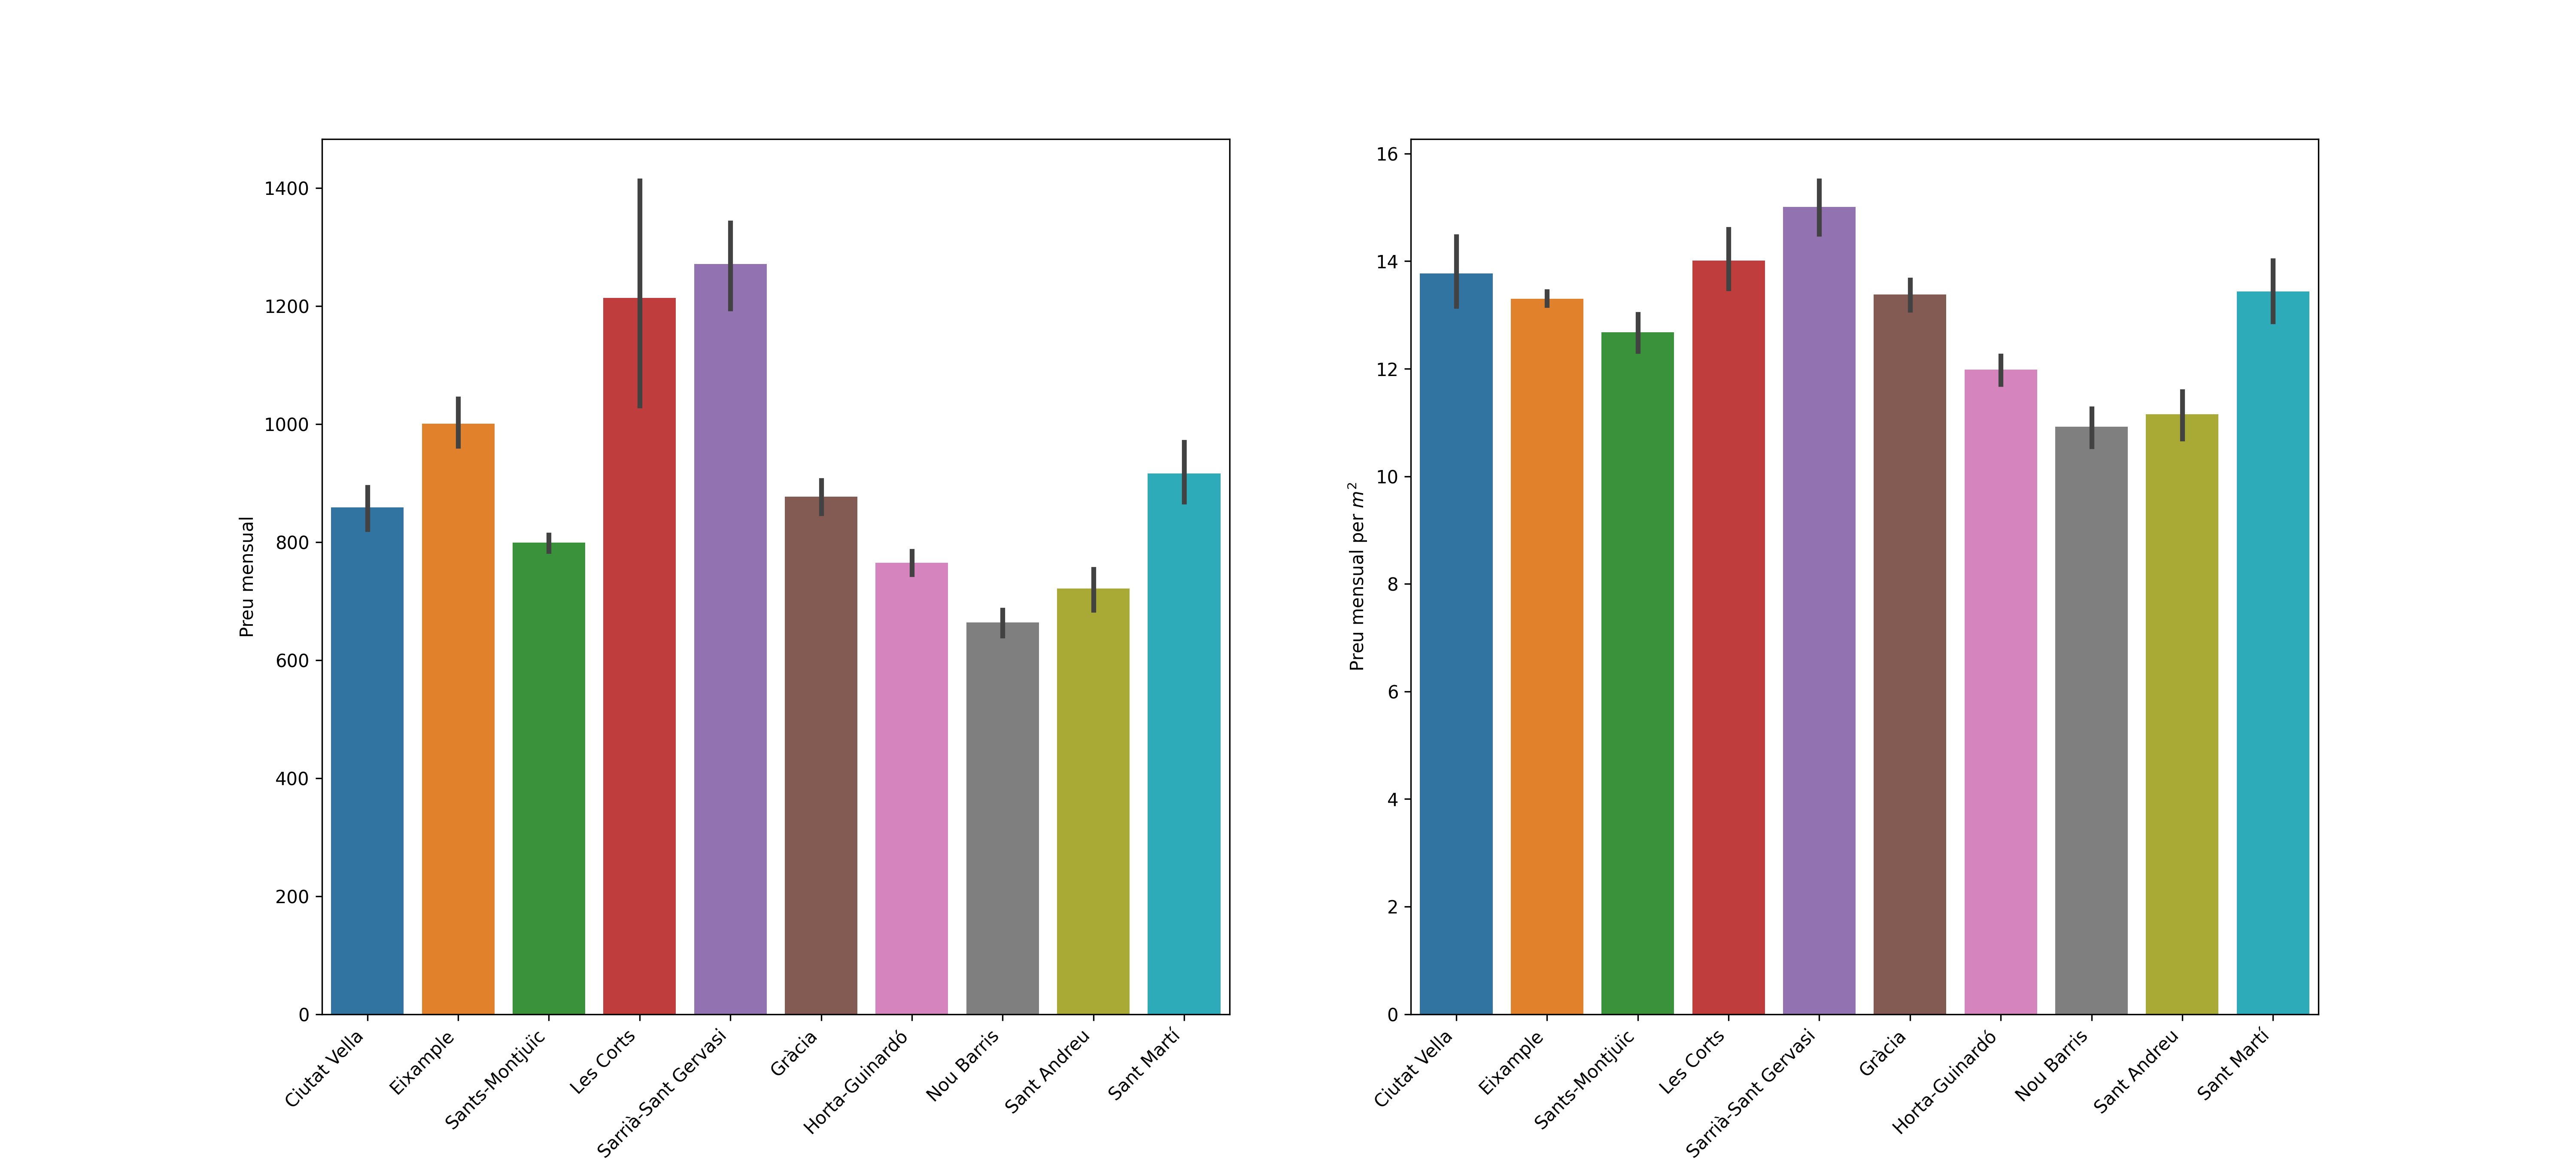 Preu mensual
1400
1200
1000
800
600
400
200
0
Ciutat Vella
Eixample
Sants-Montjuïc
Les Corts
Sarrià-Sant Gervasi
Gràcia
Horta-Guinardó
Nou Barris
Sant Andreu
Sant Martí
Preu mensual per m²
16
14
12
10
8
6
4
2
0
Ciutat Vella
Eixample
Sants-Montjuïc
Les Corts
Sarrià-Sant Gervasi
Gràcia
Horta-Guinardó
Nou Barris
Sant Andreu
Sant Martí